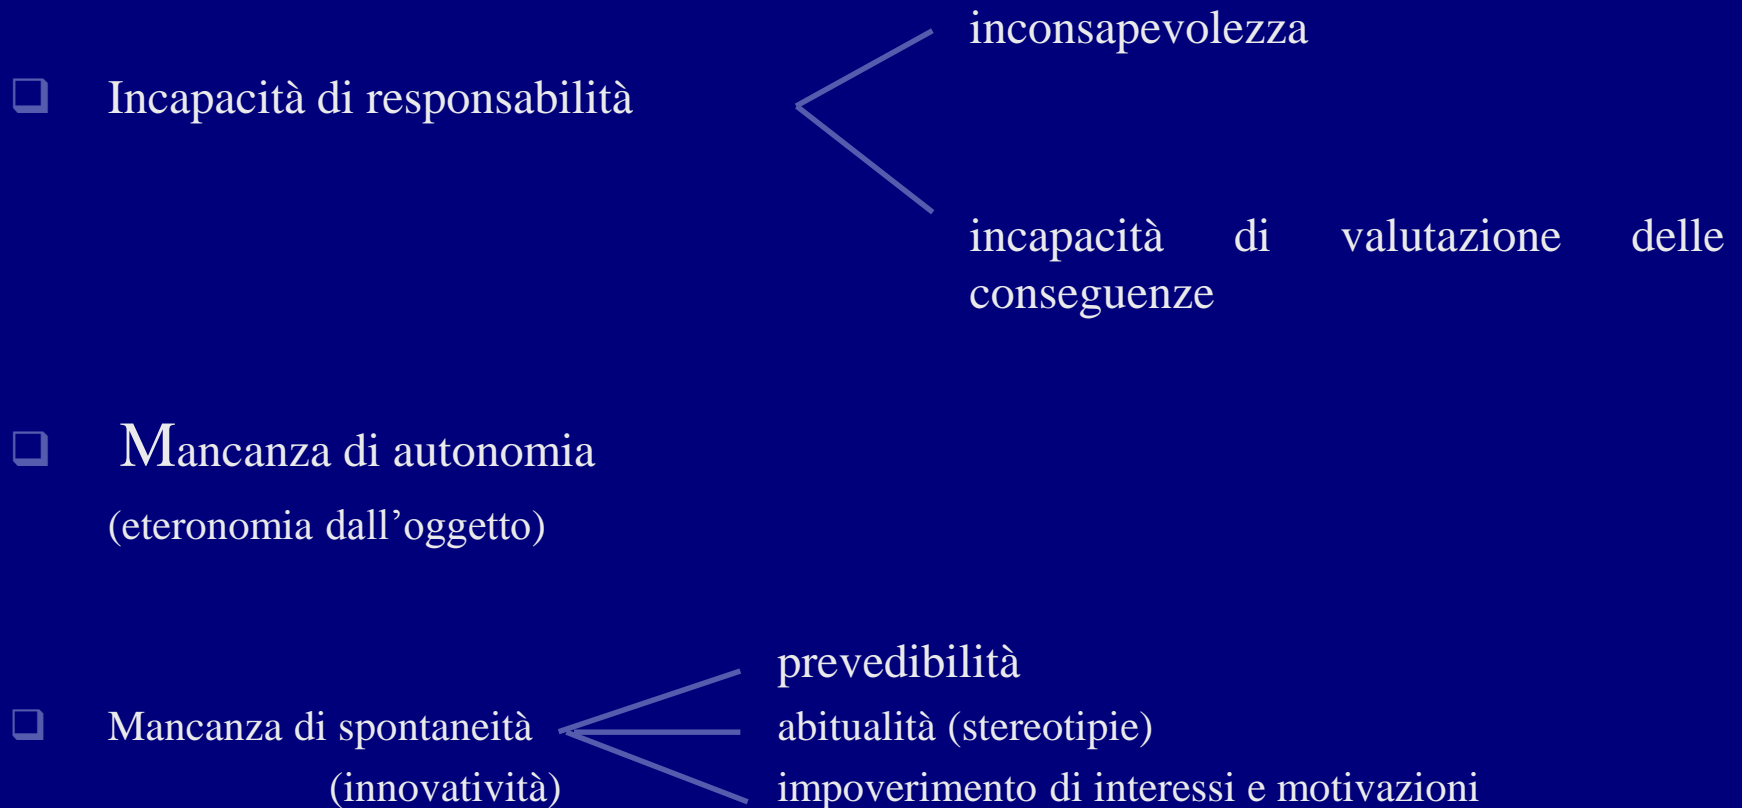 inconsapevolezza
Incapacità di responsabilità
incapacità di valutazione delle
conseguenze
Mancanza di autonomia
(eteronomia dall’oggetto)
prevedibilità
Mancanza di spontaneità
abitualità (stereotipie)
(innovatività)
impoverimento di interessi e motivazioni